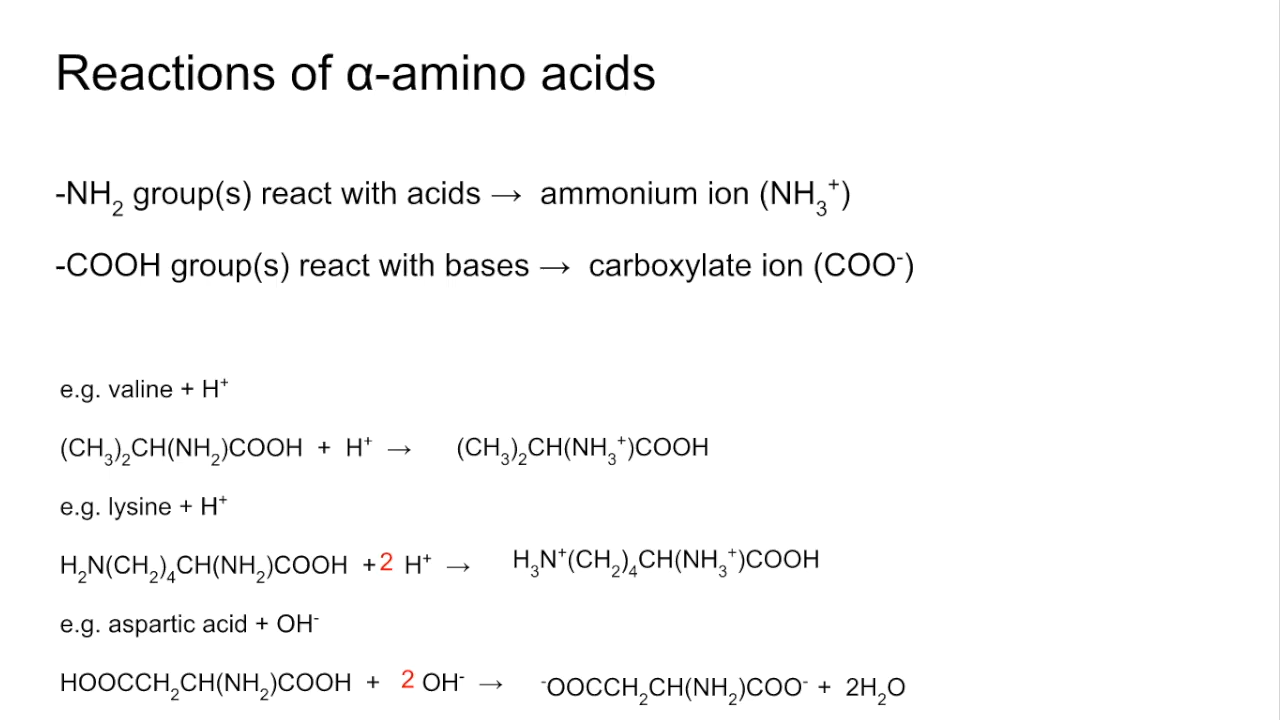 Reactions of α-amino acids
-NH₂ group(s) react with acids → ammonium ion (NH₃⁺)
-COOH group(s) react with bases → carboxylate ion (COO⁻)
e.g. valine + H⁺
(CH₃)₂CH(NH₂)COOH + H⁺ → (CH₃)₂CH(NH₃⁺)COOH
e.g. lysine + H⁺
H₂N(CH₂)₄CH(NH₂)COOH +2 H⁺ → H₃N⁺(CH₂)₄CH(NH₃⁺)COOH
e.g. aspartic acid + OH⁻
HOOCCH₂CH(NH₂)COOH + 2 OH⁻ → ⁻OOCCH₂CH(NH₂)COO⁻ + 2H₂O